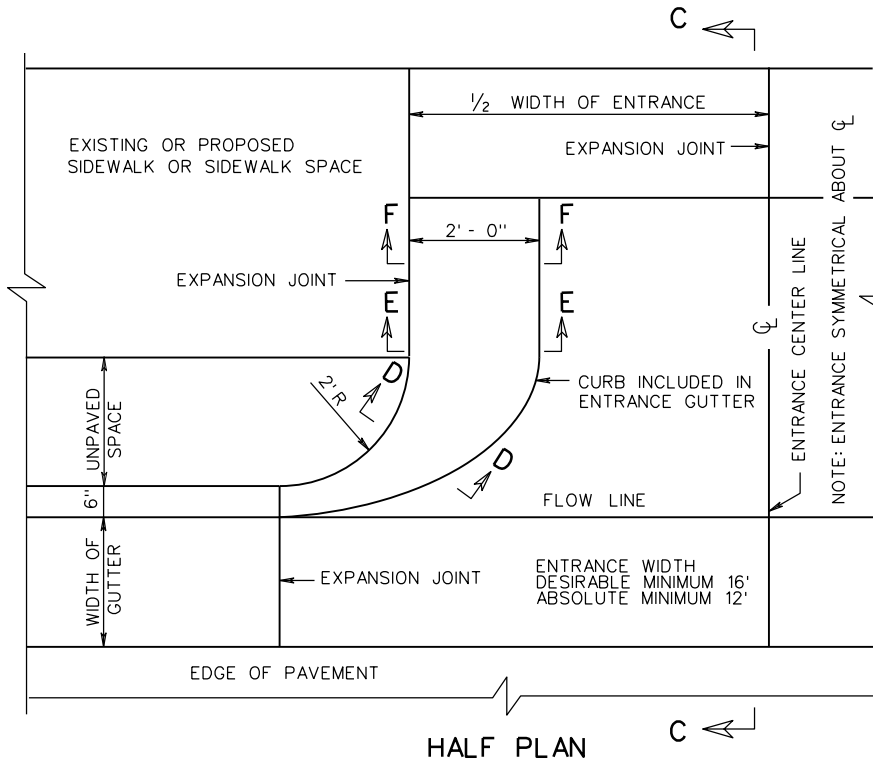 C
½ WIDTH OF ENTRANCE
EXISTING OR PROPOSED
SIDEWALK OR SIDEWALK SPACE
EXPANSION JOINT
F
F
2' - 0"
EXPANSION JOINT
E
E
NOTE: ENTRANCE SYMMETRICAL ABOUT ℄
℄
ENTRANCE CENTER LINE
2'R
D
CURB INCLUDED IN
ENTRANCE GUTTER
UNPAVED
SPACE
D
6"
FLOW LINE
WIDTH OF
GUTTER
EXPANSION JOINT
ENTRANCE WIDTH
DESIRABLE MINIMUM 16'
ABSOLUTE MINIMUM 12'
EDGE OF PAVEMENT
C
HALF PLAN